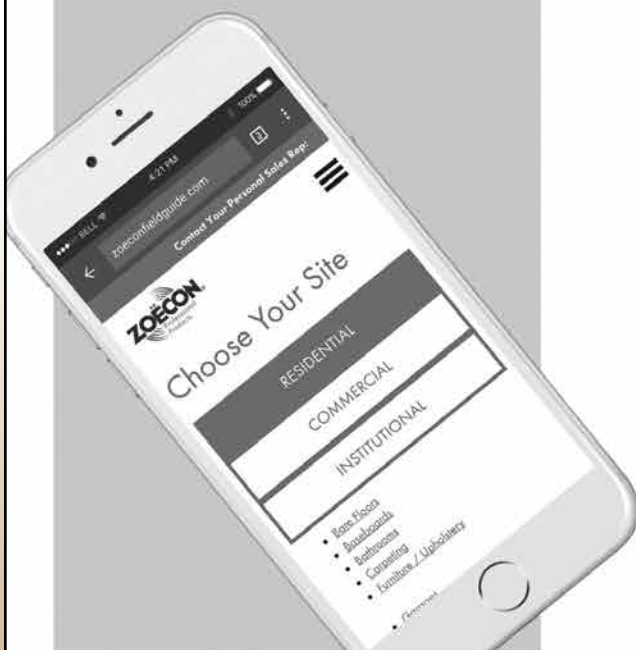 BELL
4:21 PM
100%
zoeconfieldguide.com
2
Contact Your Personal Sales Rep:
ZOËCON®
Professional
Products
Choose Your Site
RESIDENTIAL
COMMERCIAL
INSTITUTIONAL
• Bare Floors
• Baseboards
• Bathrooms
• Carpeting
• Furniture / Upholstery